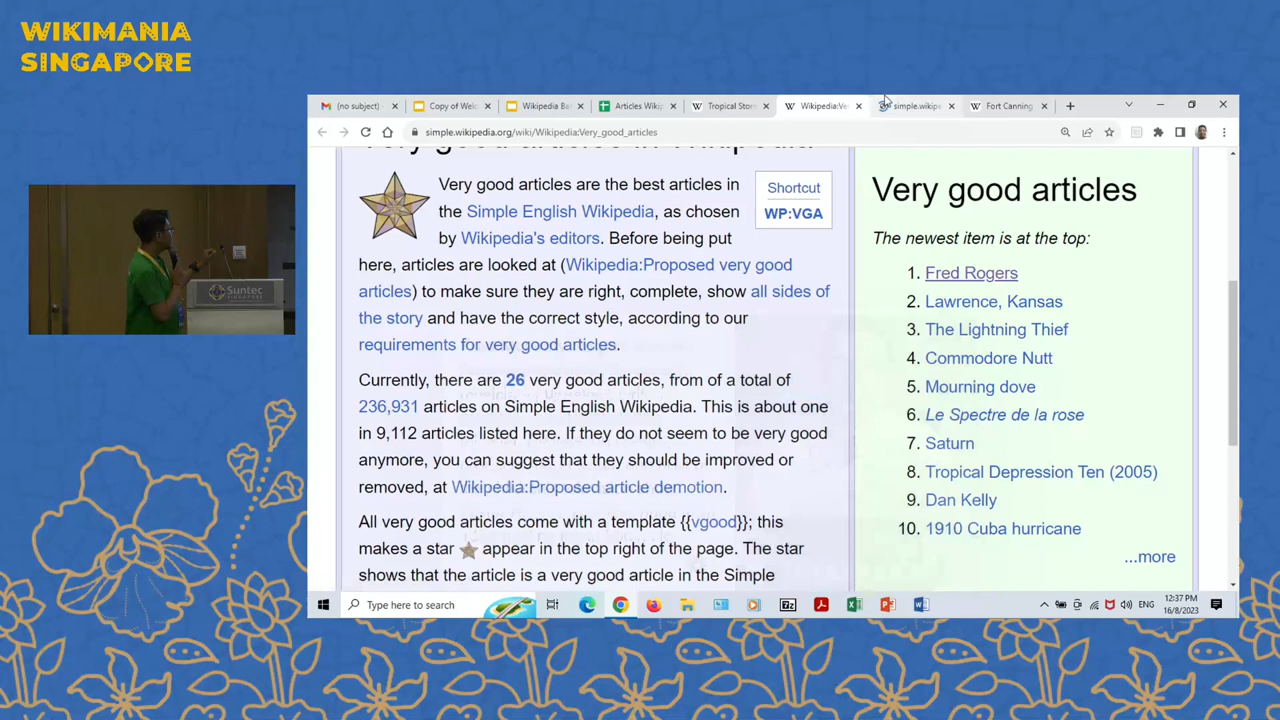 WIKIMANIA
SINGAPORE
(no subject)
Copy of Welc
Wikipedia Ba
Articles Wiki
Tropical Stor
Wikipedia:Ve
simple.wikipe
Fort Canning
simple.wikipedia.org/wiki/Wikipedia:Very_good_articles
Very good articles in Wikipedia
Very good articles are the best articles in
the Simple English Wikipedia, as chosen
by Wikipedia's editors. Before being put
here, articles are looked at (Wikipedia:Proposed very good
articles) to make sure they are right, complete, show all sides of
the story and have the correct style, according to our
requirements for very good articles.
Shortcut
WP:VGA
Currently, there are 26 very good articles, from of a total of
236,931 articles on Simple English Wikipedia. This is about one
in 9,112 articles listed here. If they do not seem to be very good
anymore, you can suggest that they should be improved or
removed, at Wikipedia:Proposed article demotion.
All very good articles come with a template {{vgood}}; this
makes a star appear in the top right of the page. The star
shows that the article is a very good article in the Simple
Very good articles
The newest item is at the top:
1. Fred Rogers
2. Lawrence, Kansas
3. The Lightning Thief
4. Commodore Nutt
5. Mourning dove
6. Le Spectre de la rose
7. Saturn
8. Tropical Depression Ten (2005)
9. Dan Kelly
10. 1910 Cuba hurricane
...more
Suntec
SINGAPORE
Type here to search
7z
ENG
12:37 PM
16/8/2023